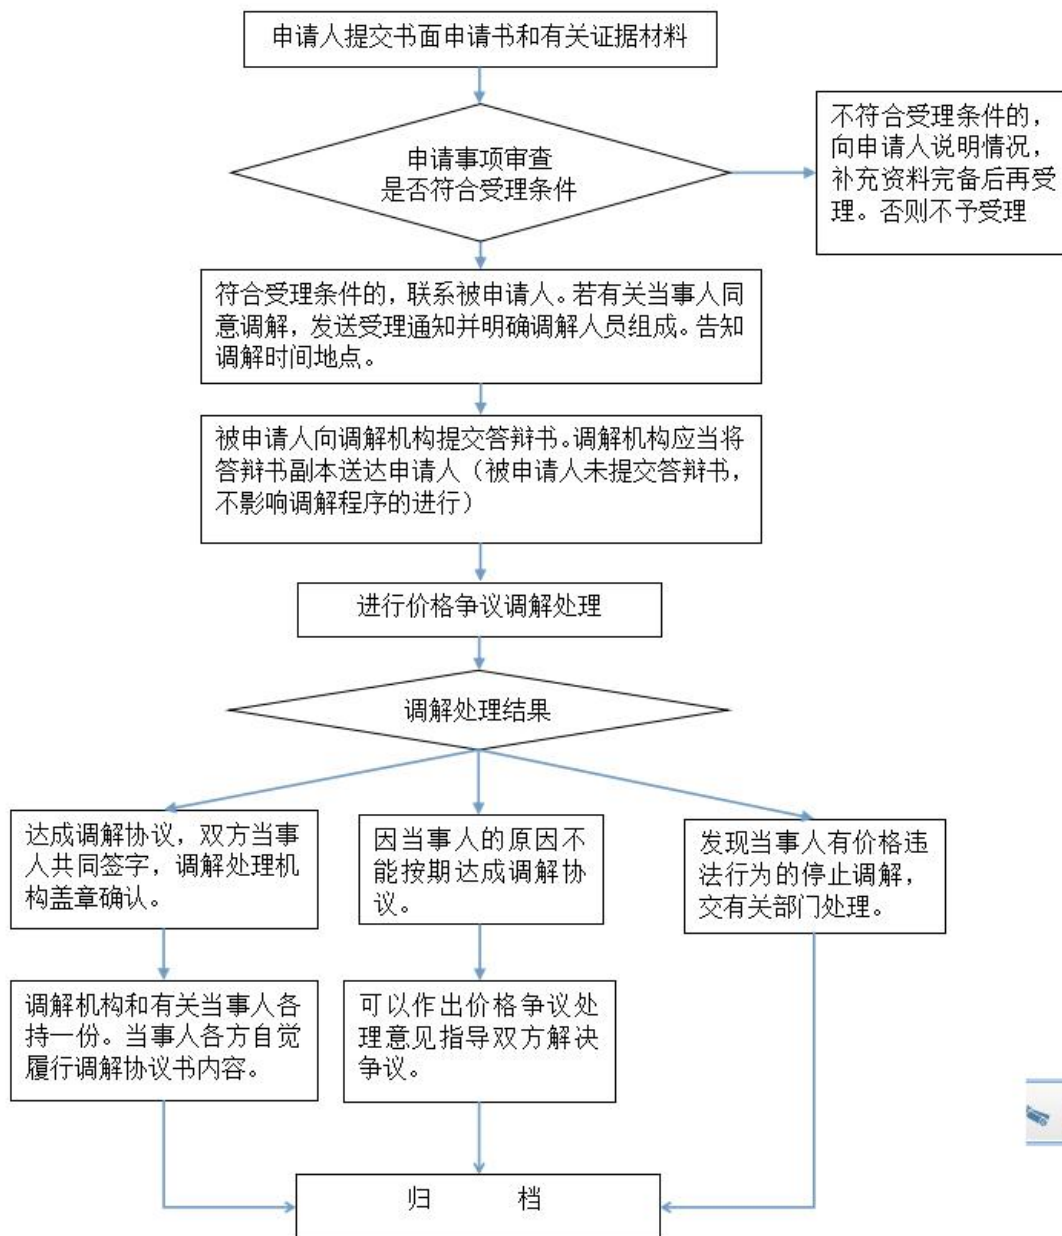 申请人提交书面申请书和有关证据材料
申请事项审查
是否符合受理条件
不符合受理条件的，
向申请人说明情况，
补充资料完备后再受
理。否则不予受理
符合受理条件的，联系被申请人。若有关当事人同
意调解，发送受理通知并明确调解人员组成。告知
调解时间地点。
被申请人向调解机构提交答辩书。调解机构应当将
答辩书副本送达申请人（被申请人未提交答辩书，
不影响调解程序的进行）
进行价格争议调解处理
调解处理结果
达成调解协议，双方当事
人共同签字，调解处理机
构盖章确认。
因当事人的原因不
能按期达成调解协
议。
发现当事人有价格违
法行为的停止调解，
交有关部门处理。
调解机构和有关当事人各
持一份。当事人各方自觉
履行调解协议书内容。
可以作出价格争议处
理意见指导双方解决
争议。
归 档